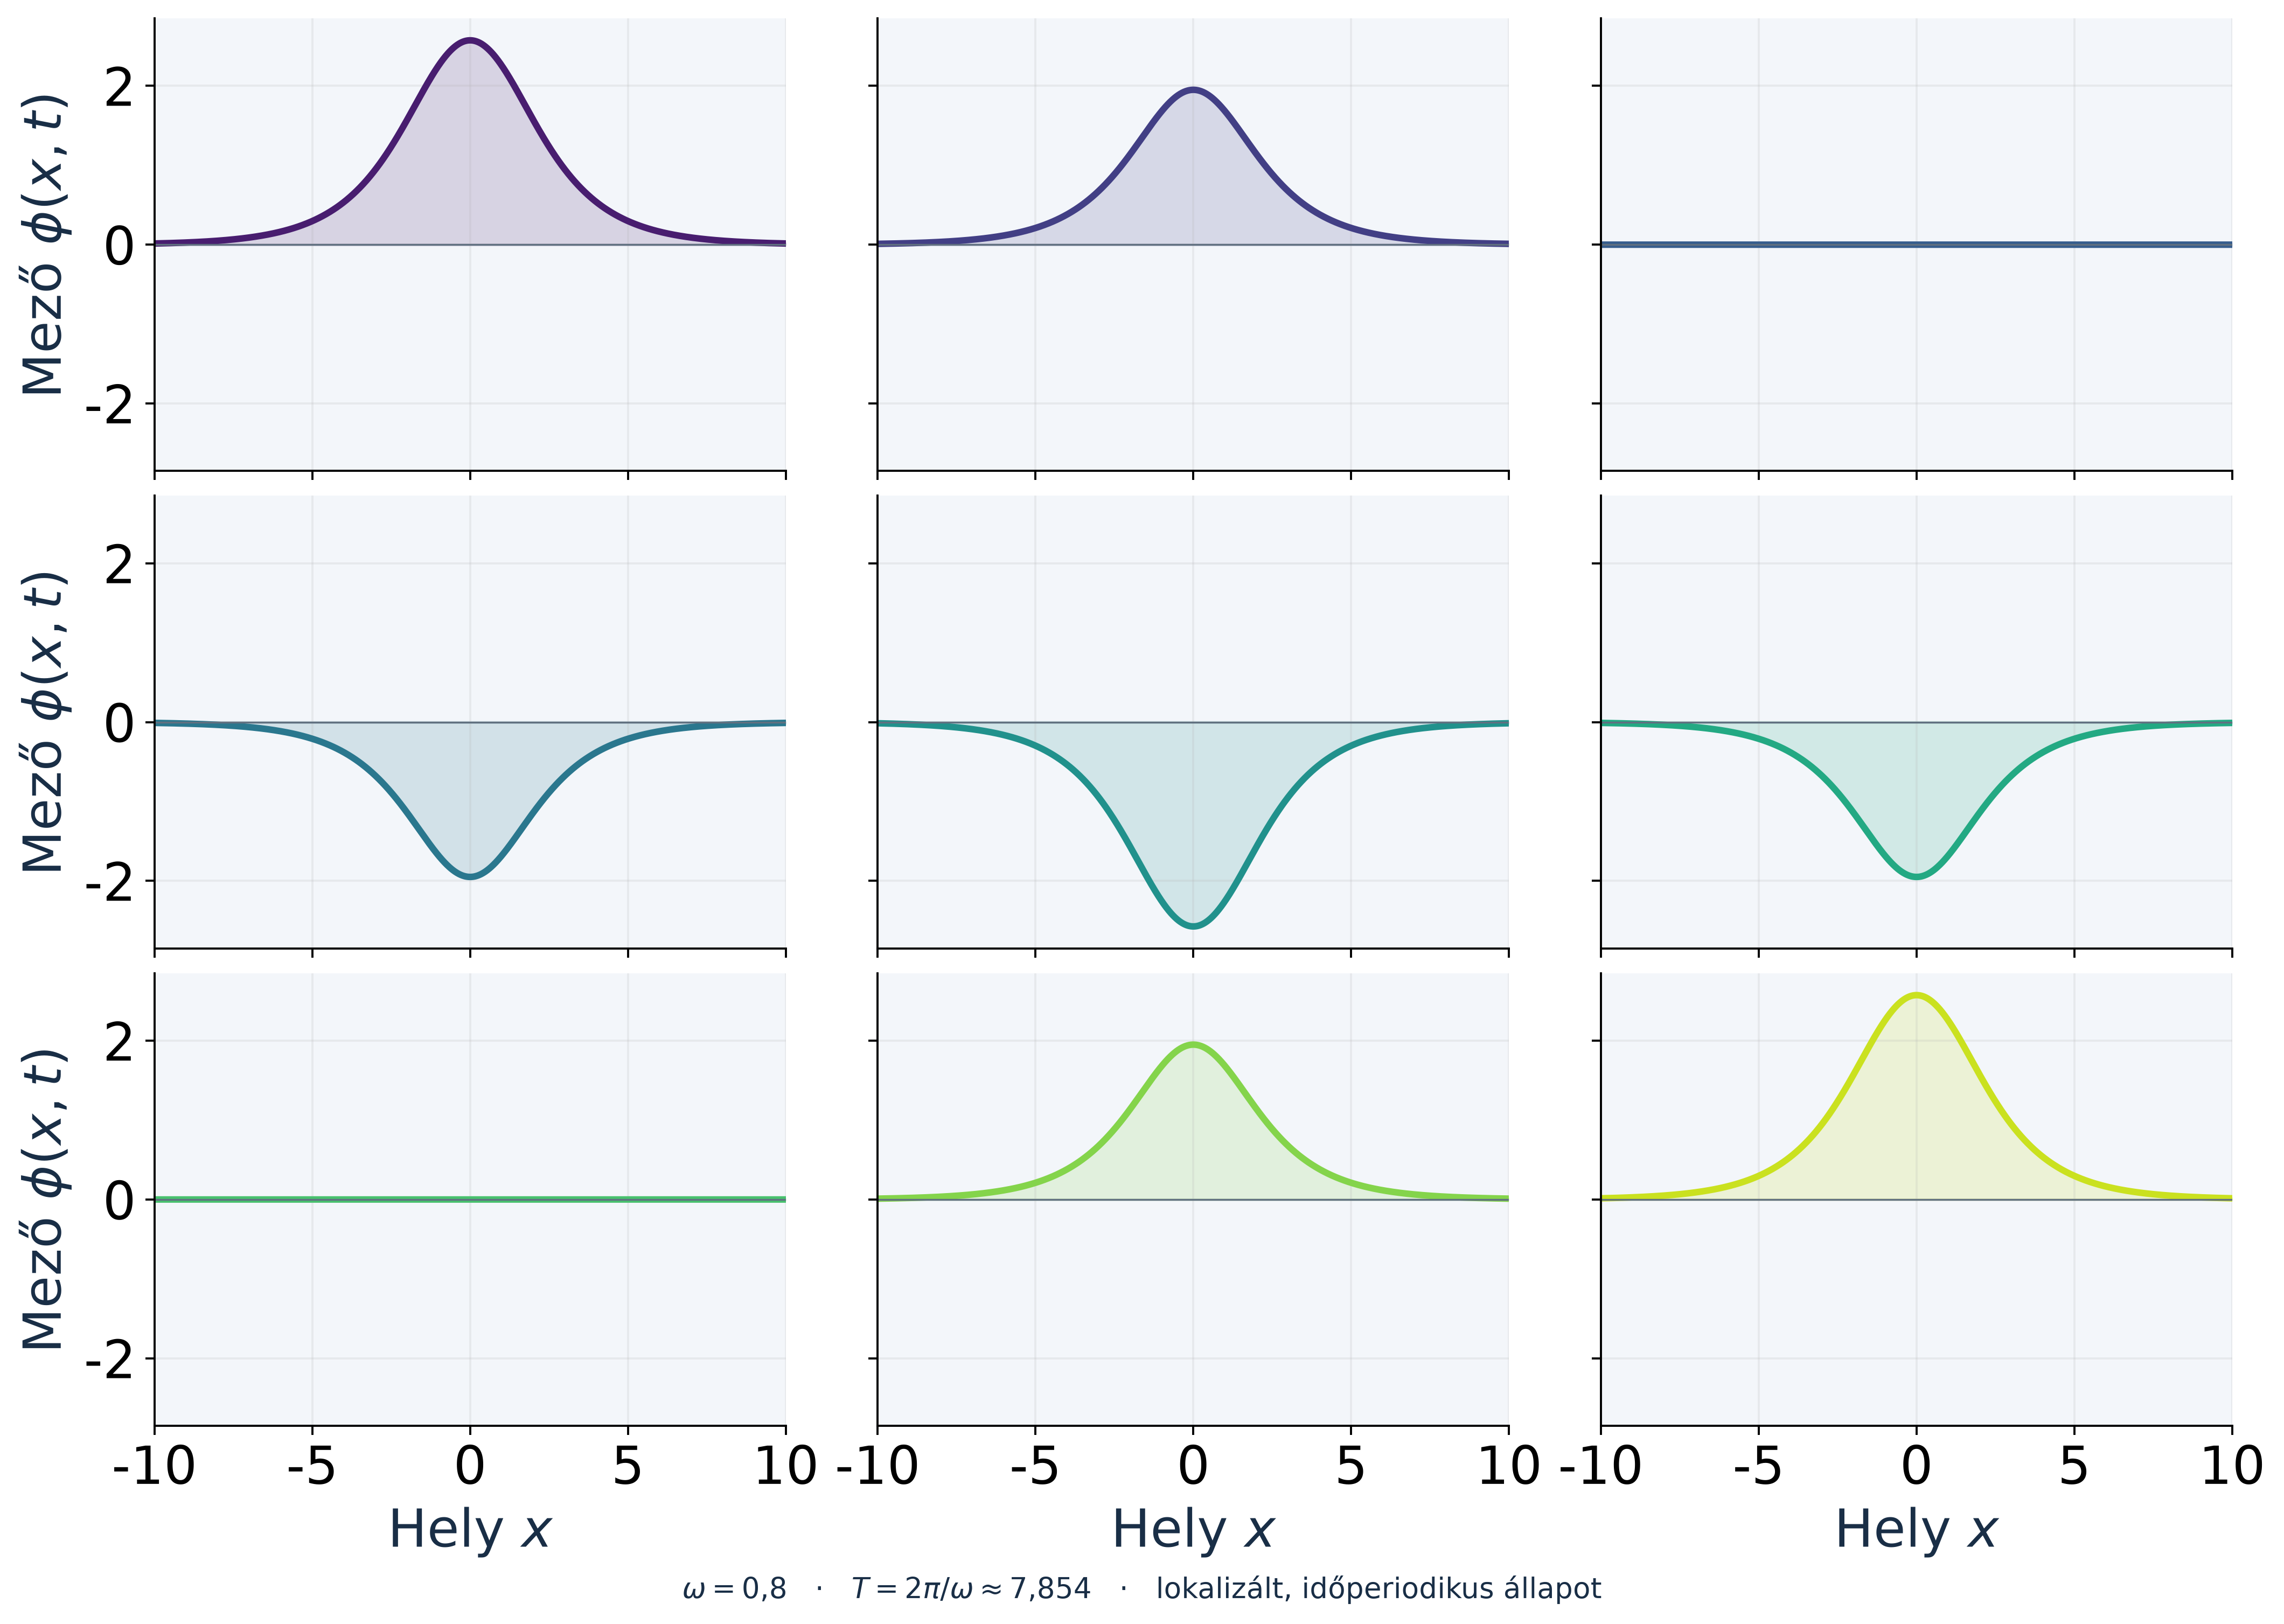 Mező ϕ(x, t)
2
0
-2
Mező ϕ(x, t)
2
0
-2
Mező ϕ(x, t)
2
0
-2
-10 -5 0 5 10
-10 -5 0 5 10
-10 -5 0 5 10
Hely x
Hely x
Hely x
ω = 0,8 · T = 2π/ω ≈ 7,854 · lokalizált, időperiodikus állapot